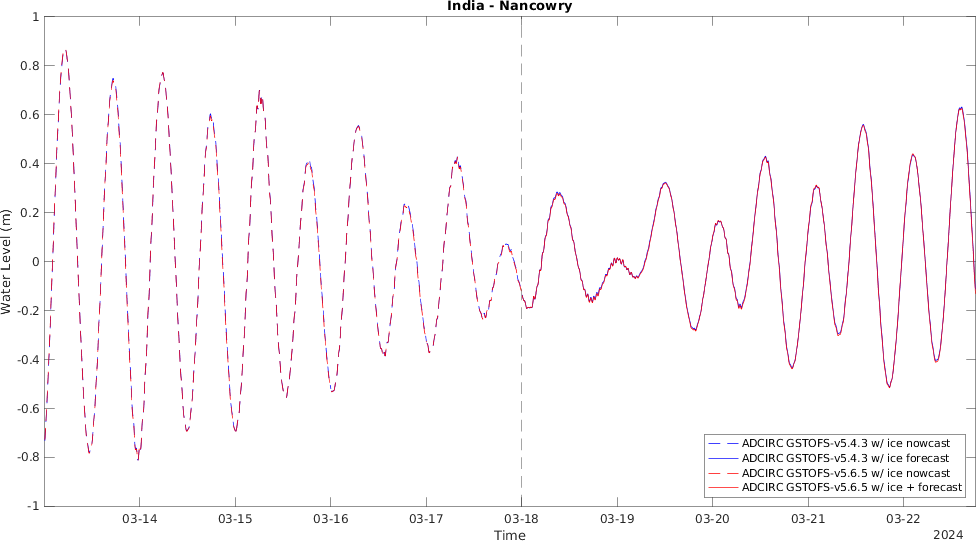 India - Nancowry
1
0.8
0.6
0.4
0.2
0
-0.2
-0.4
-0.6
-0.8
-1
Water Level (m)
03-14 03-15 03-16 03-17 03-18 03-19 03-20 03-21 03-22
Time
2024
ADCIRC GSTOFS-v5.4.3 w/ ice nowcast
ADCIRC GSTOFS-v5.4.3 w/ ice forecast
ADCIRC GSTOFS-v5.6.5 w/ ice nowcast
ADCIRC GSTOFS-v5.6.5 w/ ice + forecast